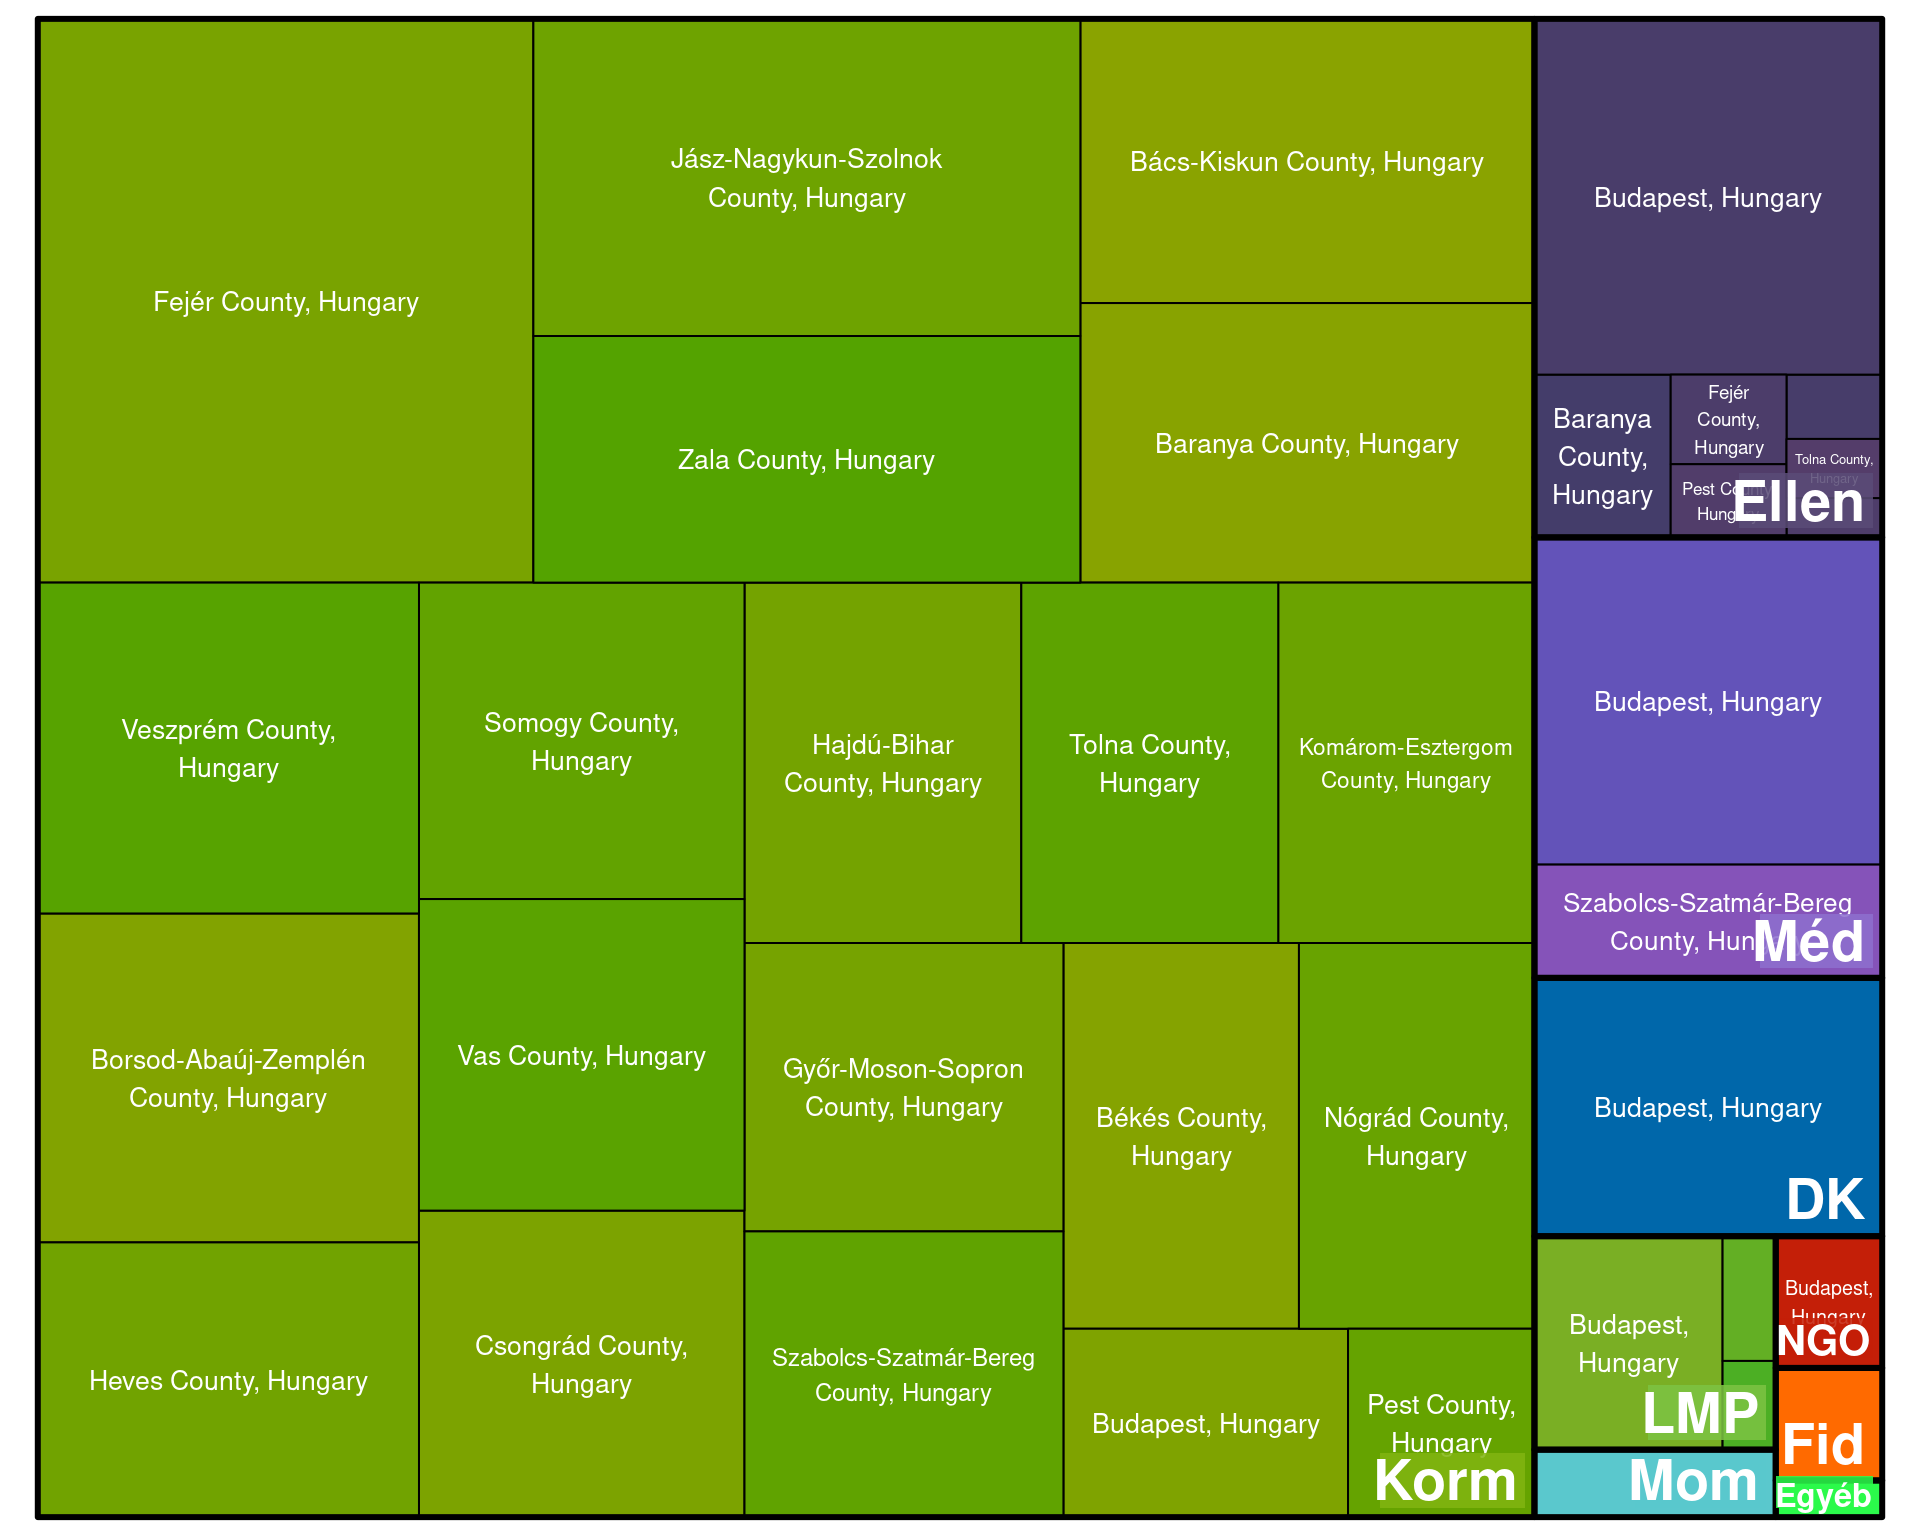 Fejér County, Hungary
Jász-Nagykun-Szolnok
County, Hungary
Zala County, Hungary
Bács-Kiskun County, Hungary
Baranya County, Hungary
Veszprém County,
Hungary
Somogy County,
Hungary
Hajdú-Bihar
County, Hungary
Tolna County,
Hungary
Komárom-Esztergom
County, Hungary
Borsod-Abaúj-Zemplén
County, Hungary
Vas County, Hungary
Győr-Moson-Sopron
County, Hungary
Békés County,
Hungary
Nógrád County,
Hungary
Heves County, Hungary
Csongrád County,
Hungary
Szabolcs-Szatmár-Bereg
County, Hungary
Budapest, Hungary
Pest County,
Hungary
Korm
Budapest, Hungary
Baranya
County,
Hungary
Fejér
County,
Hungary
Pest County,
Hungary
Tolna County,
Hungary
Ellen
Budapest, Hungary
Szabolcs-Szatmár-Bereg
County, Hungary
Méd
Budapest, Hungary
DK
Budapest,
Hungary
LMP
Budapest,
Hungary
NGO
Fid
Mom
Egyéb